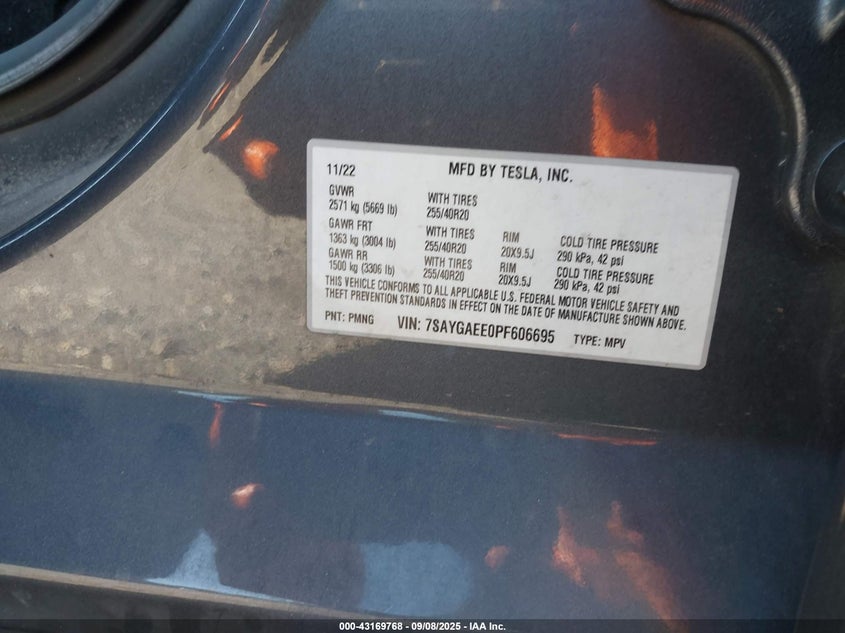 11/22 MFD BY TESLA, INC.
GVWR WITH TIRES
2571 kg (5669 lb) 255/40R20
GAWR FRT WITH TIRES RIM COLD TIRE PRESSURE
1363 kg (3004 lb) 255/40R20 20X9.5J 290 kPa, 42 psi
GAWR RR WITH TIRES RIM COLD TIRE PRESSURE
1500 kg (3306 lb) 255/40R20 20X9.5J 290 kPa, 42 psi
THIS VEHICLE CONFORMS TO ALL APPLICABLE U.S. FEDERAL MOTOR VEHICLE SAFETY AND
THEFT PREVENTION STANDARDS IN EFFECT ON THE DATE OF MANUFACTURE SHOWN ABOVE.
PNT: PMNG VIN: 7SAYGAEE0PF606695 TYPE: MPV
000-43169768 - 09/08/2025 - IAA Inc.